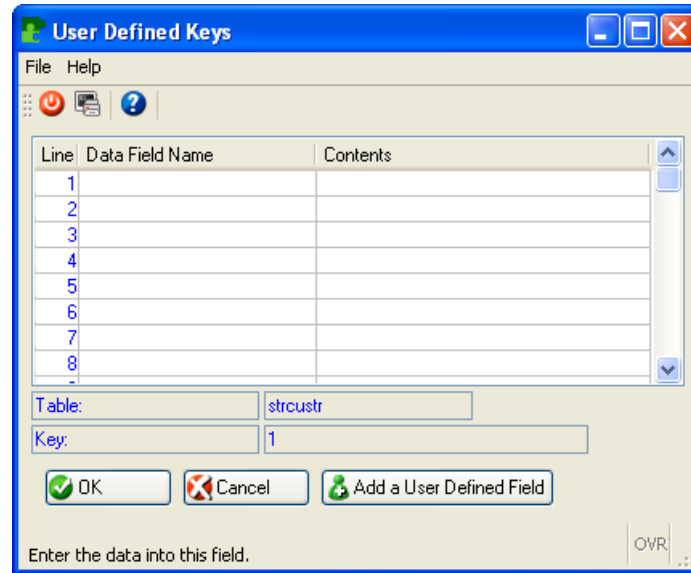 User Defined Keys
File Help
Line Data Field Name Contents
1
2
3
4
5
6
7
8
Table: strcustr
Key: 1
OK Cancel Add a User Defined Field
Enter the data into this field. OVR